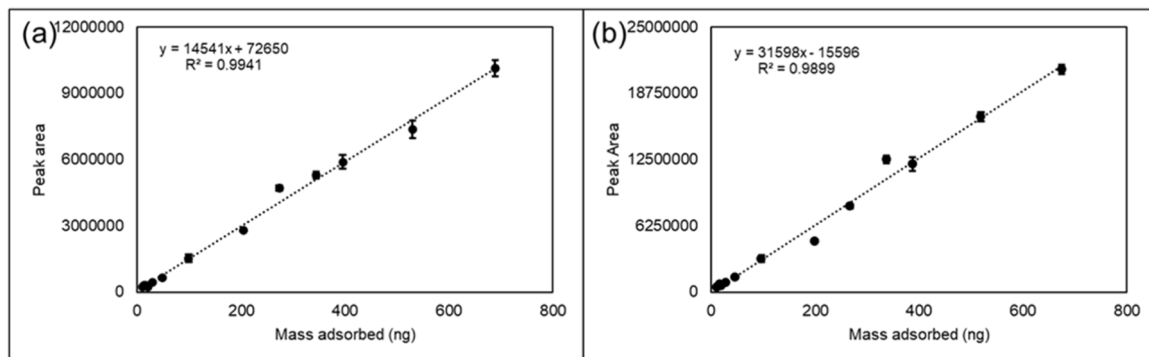 (a)
y = 14541x + 72650
R² = 0.9941
12000000
9000000
6000000
3000000
0
Peak area
0 200 400 600 800
Mass adsorbed (ng)
(b)
y = 31598x - 15596
R² = 0.9899
25000000
18750000
12500000
6250000
0
Peak Area
0 200 400 600 800
Mass adsorbed (ng)